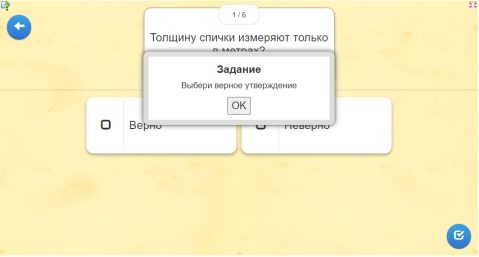 1 / 6
Толщину спички измеряют только
в метрах?
Задание
Выбери верное утверждение
OK
Верно
Неверно